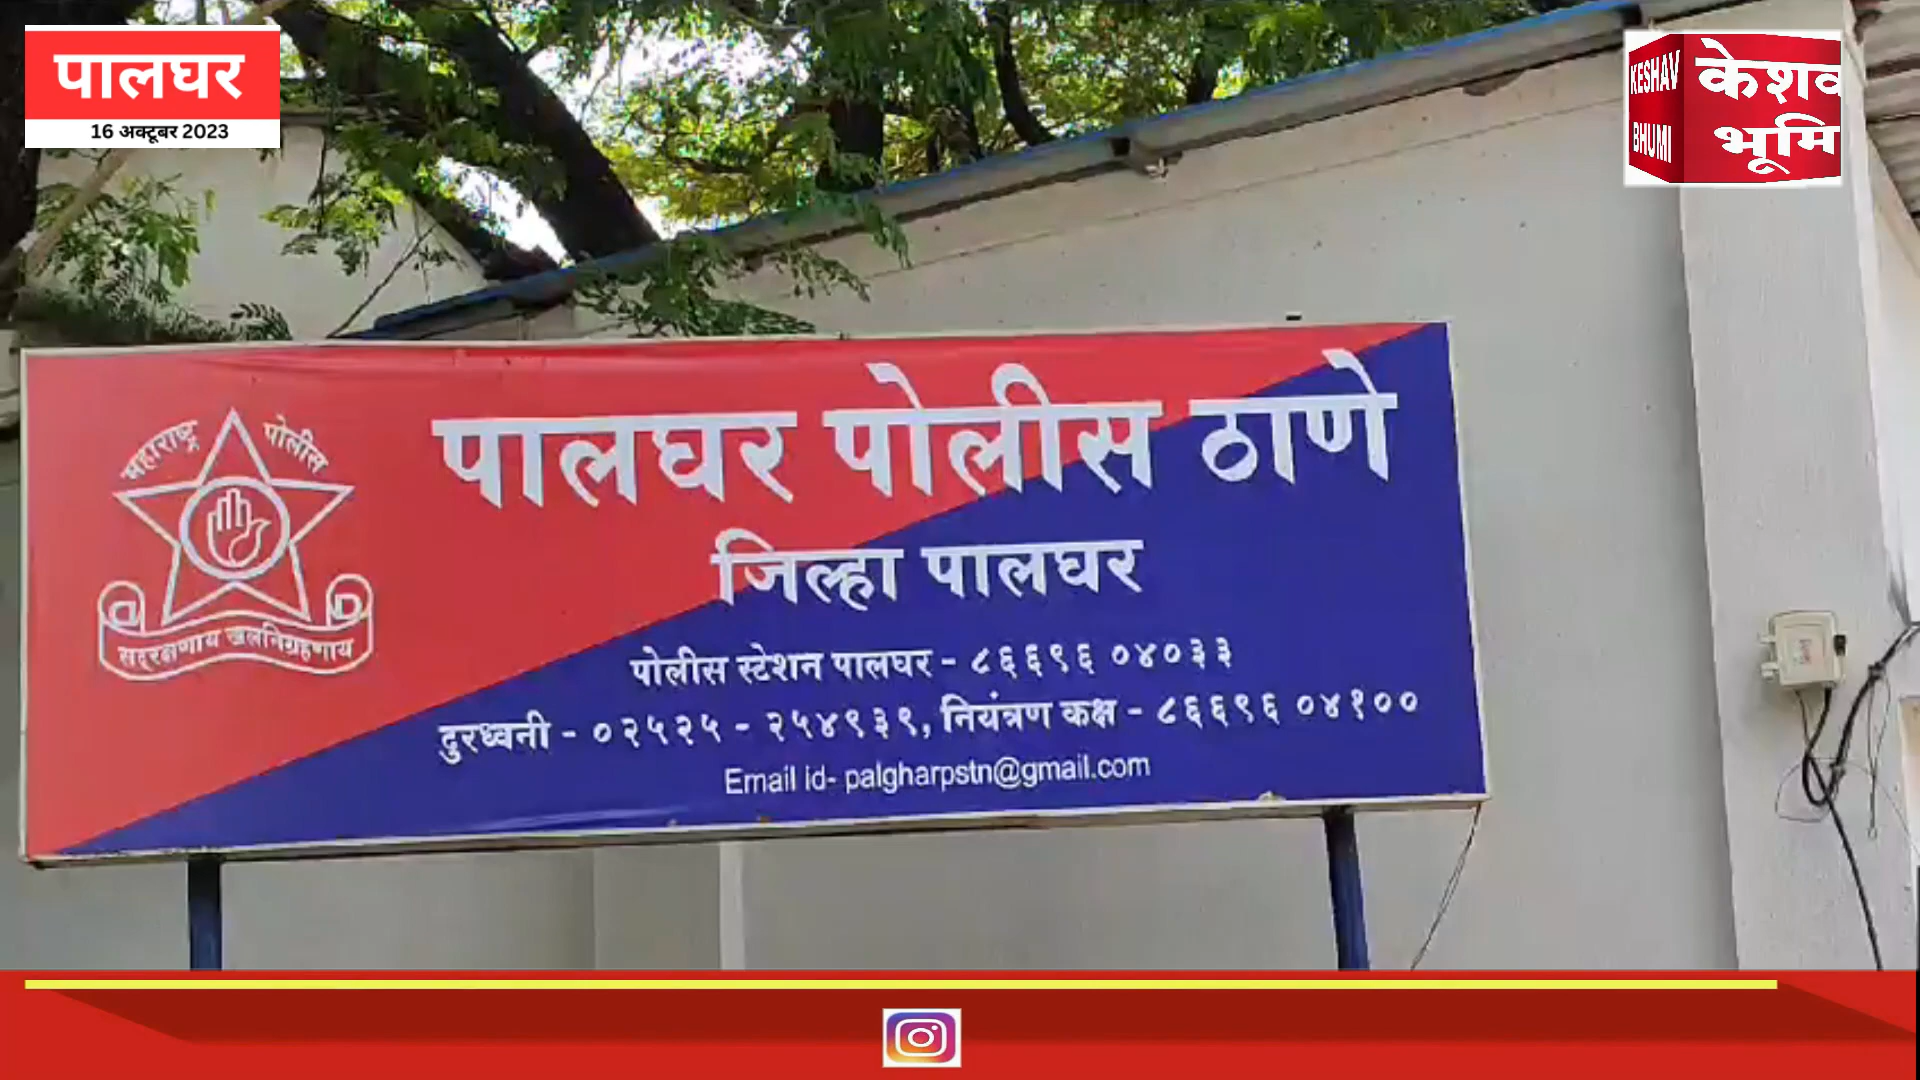 पालघर
16 अक्टूबर 2023
KESHAV BHUMI
केशव
भूमि
महाराष्ट्र पोलीस
सद्रक्षणाय खलनिग्रहणाय
पालघर पोलीस ठाणे
जिल्हा पालघर
पोलीस स्टेशन पालघर - ८६६९६ ०४०३३
दुरध्वनी - ०२५२५ - २५४९३९, नियंत्रण कक्ष - ८६६९६ ०४१००
Email id- palgharpstn@gmail.com